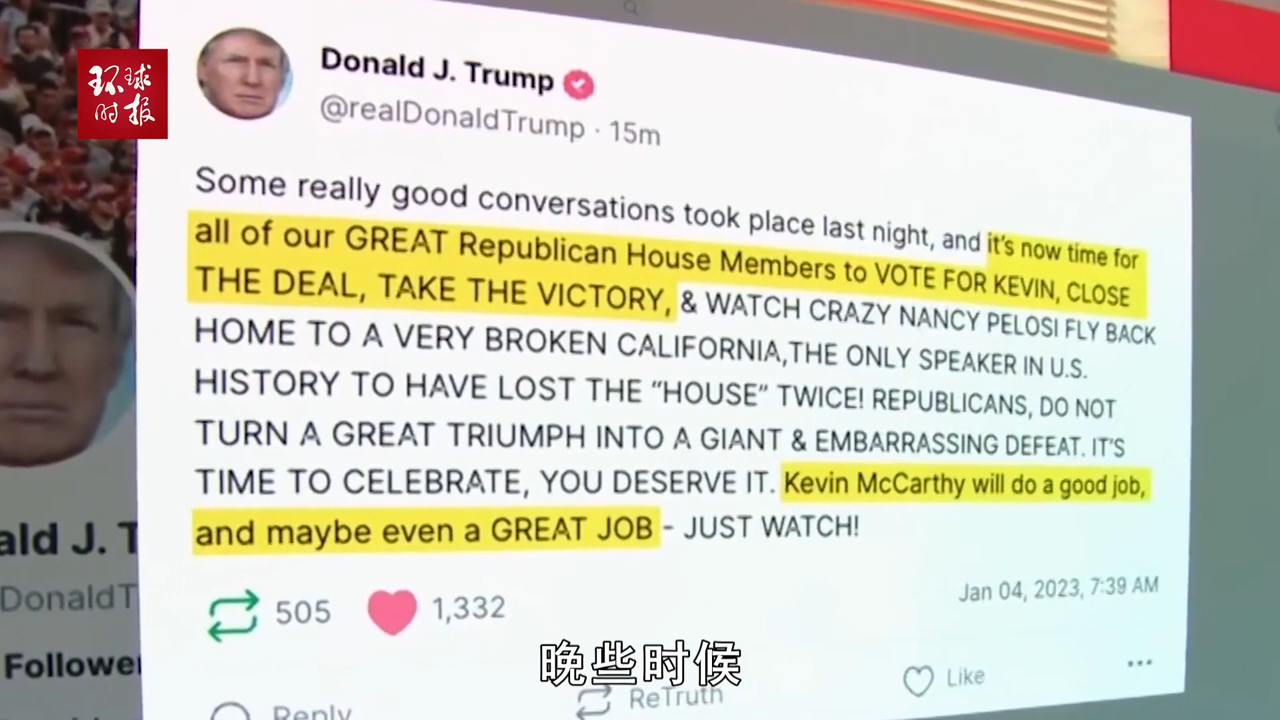 环球
时报
Donald J. Trump
@realDonaldTrump · 15m
Some really good conversations took place last night, and it's now time for
all of our GREAT Republican House Members to VOTE FOR KEVIN, CLOSE
THE DEAL, TAKE THE VICTORY, & WATCH CRAZY NANCY PELOSI FLY BACK
HOME TO A VERY BROKEN CALIFORNIA,THE ONLY SPEAKER IN U.S.
HISTORY TO HAVE LOST THE “HOUSE” TWICE! REPUBLICANS, DO NOT
TURN A GREAT TRIUMPH INTO A GIANT & EMBARRASSING DEFEAT. IT'S
TIME TO CELEBRATE, YOU DESERVE IT. Kevin McCarthy will do a good job,
and maybe even a GREAT JOB - JUST WATCH!
505 1,332
Jan 04, 2023, 7:39 AM
Reply ReTruth Like
ald J. T
DonaldT
Follower
晚些时候